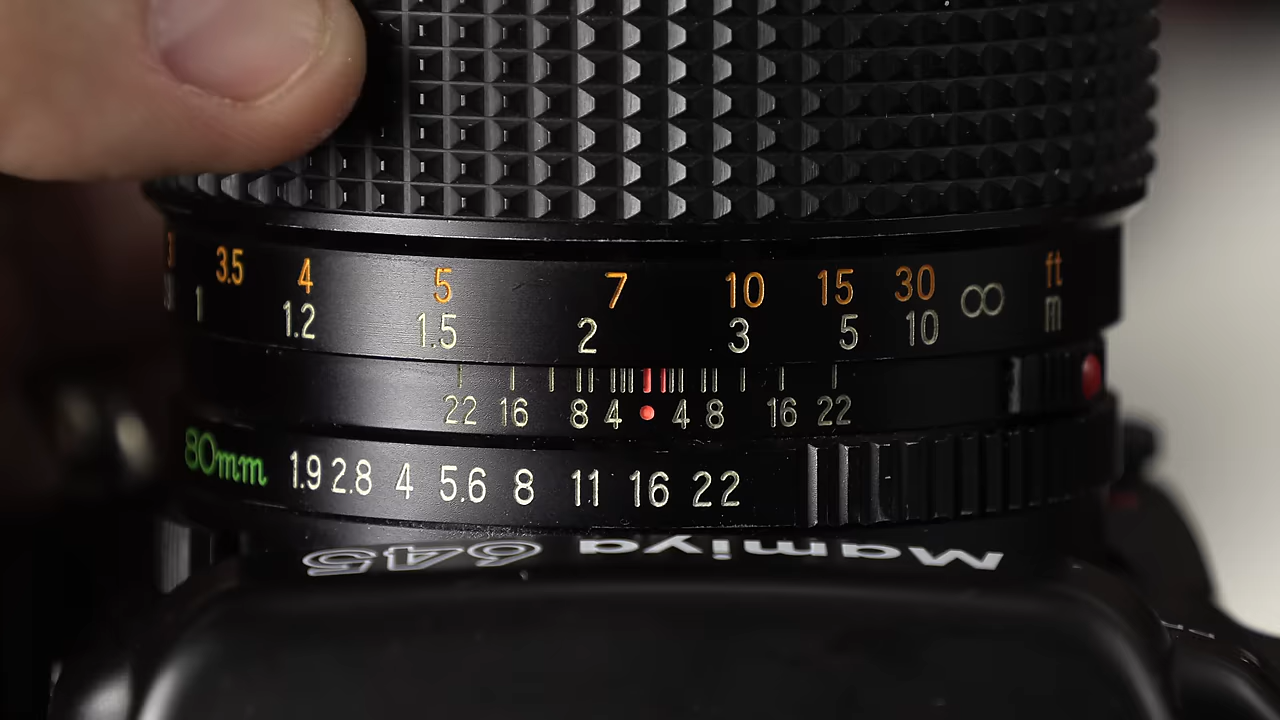 3 3.5 4 5 7 10 15 30 ∞ ft
1 1.2 1.5 2 3 5 10 m
22 16 8 4 4 8 16 22
80mm 1.9 2.8 4 5.6 8 11 16 22
Mamiya 645